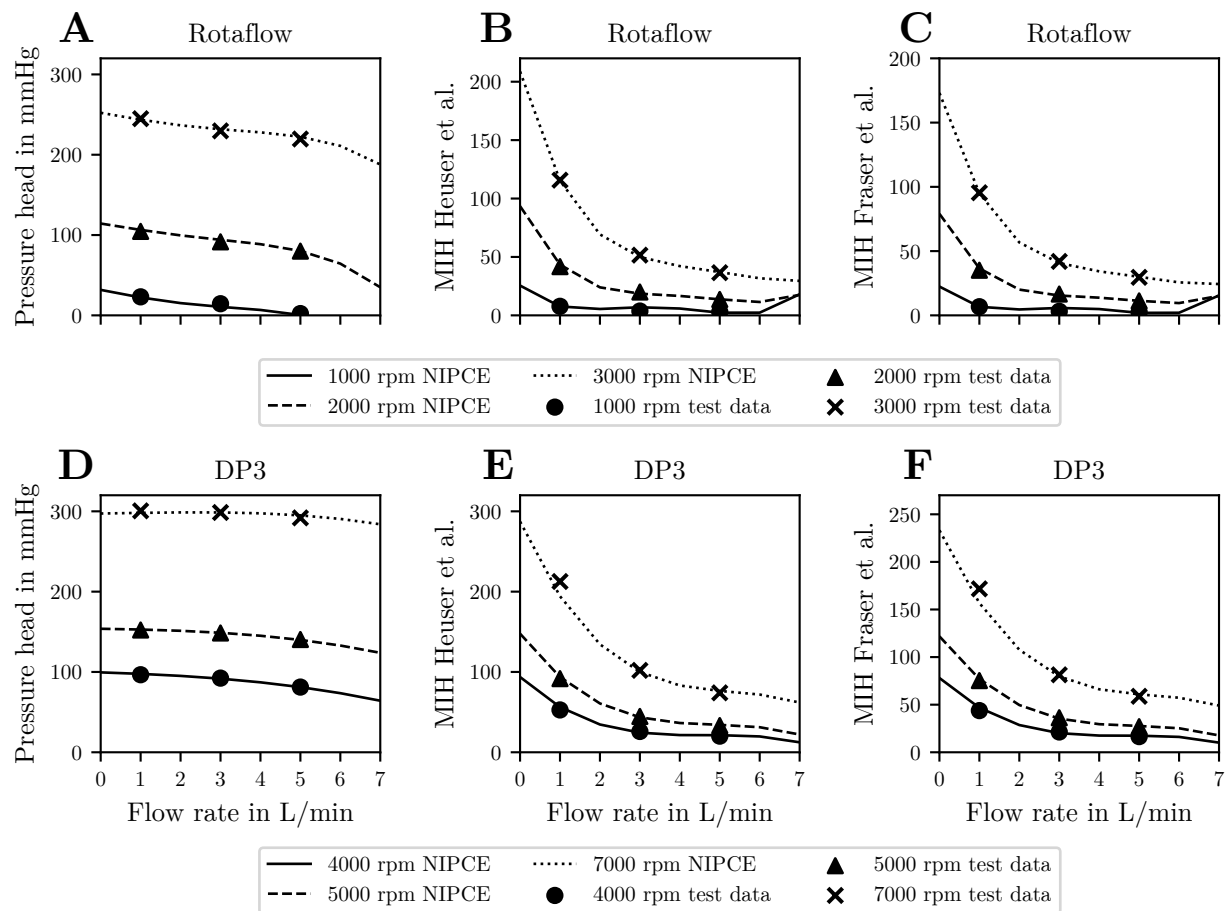 A
Rotaflow
Pressure head in mmHg
300
200
100
0
B
Rotaflow
MIH Heuser et al.
200
150
100
50
0
C
Rotaflow
MIH Fraser et al.
200
150
100
50
0
1000 rpm NIPCE
2000 rpm NIPCE
3000 rpm NIPCE
1000 rpm test data
2000 rpm test data
3000 rpm test data
D
DP3
Pressure head in mmHg
300
200
100
0
0 1 2 3 4 5 6 7
Flow rate in L/min
E
DP3
MIH Heuser et al.
300
200
100
0
0 1 2 3 4 5 6 7
Flow rate in L/min
F
DP3
MIH Fraser et al.
250
200
150
100
50
0
0 1 2 3 4 5 6 7
Flow rate in L/min
4000 rpm NIPCE
5000 rpm NIPCE
7000 rpm NIPCE
4000 rpm test data
5000 rpm test data
7000 rpm test data